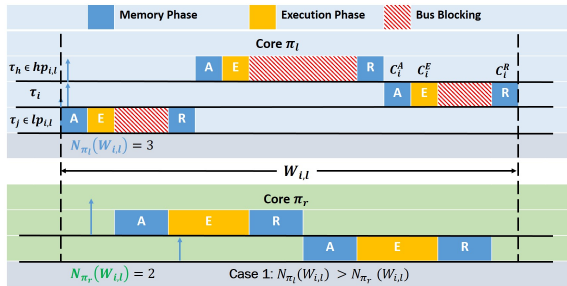 Memory Phase Execution Phase Bus Blocking
Core π_l
τ_h ∈ hp_{i,l} A E R C_i^A C_i^E C_i^R
τ_i A E R
τ_j ∈ lp_{i,l} A E R
N_{π_l}(W_{i,l}) = 3
W_{i,l}
Core π_r
A E R
A E R
N_{π_r}(W_{i,l}) = 2 Case 1: N_{π_l}(W_{i,l}) > N_{π_r} (W_{i,l})